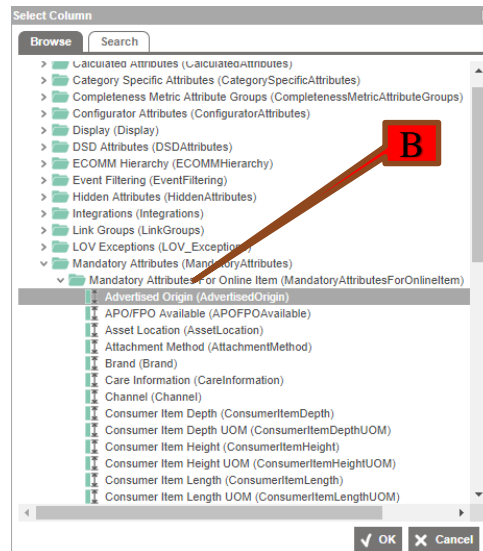 Select Column
Browse
Search
Calculated Attributes (CalculatedAttributes)
Category Specific Attributes (CategorySpecificAttributes)
Completeness Metric Attribute Groups (CompletenessMetricAttributeGroups)
Configurator Attributes (ConfiguratorAttributes)
Display (Display)
DSD Attributes (DSDAttributes)
ECOMM Hierarchy (ECOMMHierarchy)
B
Event Filtering (EventFiltering)
Hidden Attributes (HiddenAttributes)
Integrations (Integrations)
Link Groups (LinkGroups)
LOV Exceptions (LOV_Exceptions)
Mandatory Attributes (MandatoryAttributes)
Mandatory Attributes For Online Item (MandatoryAttributesForOnlineItem)
Advertised Origin (AdvertisedOrigin)
APO/FPO Available (APOFPOAvailable)
Asset Location (AssetLocation)
Attachment Method (AttachmentMethod)
Brand (Brand)
Care Information (CareInformation)
Channel (Channel)
Consumer Item Depth (ConsumerItemDepth)
Consumer Item Depth UOM (ConsumerItemDepthUOM)
Consumer Item Height (ConsumerItemHeight)
Consumer Item Height UOM (ConsumerItemHeightUOM)
Consumer Item Length (ConsumerItemLength)
Consumer Item Length UOM (ConsumerItemLengthUOM)
OK
Cancel